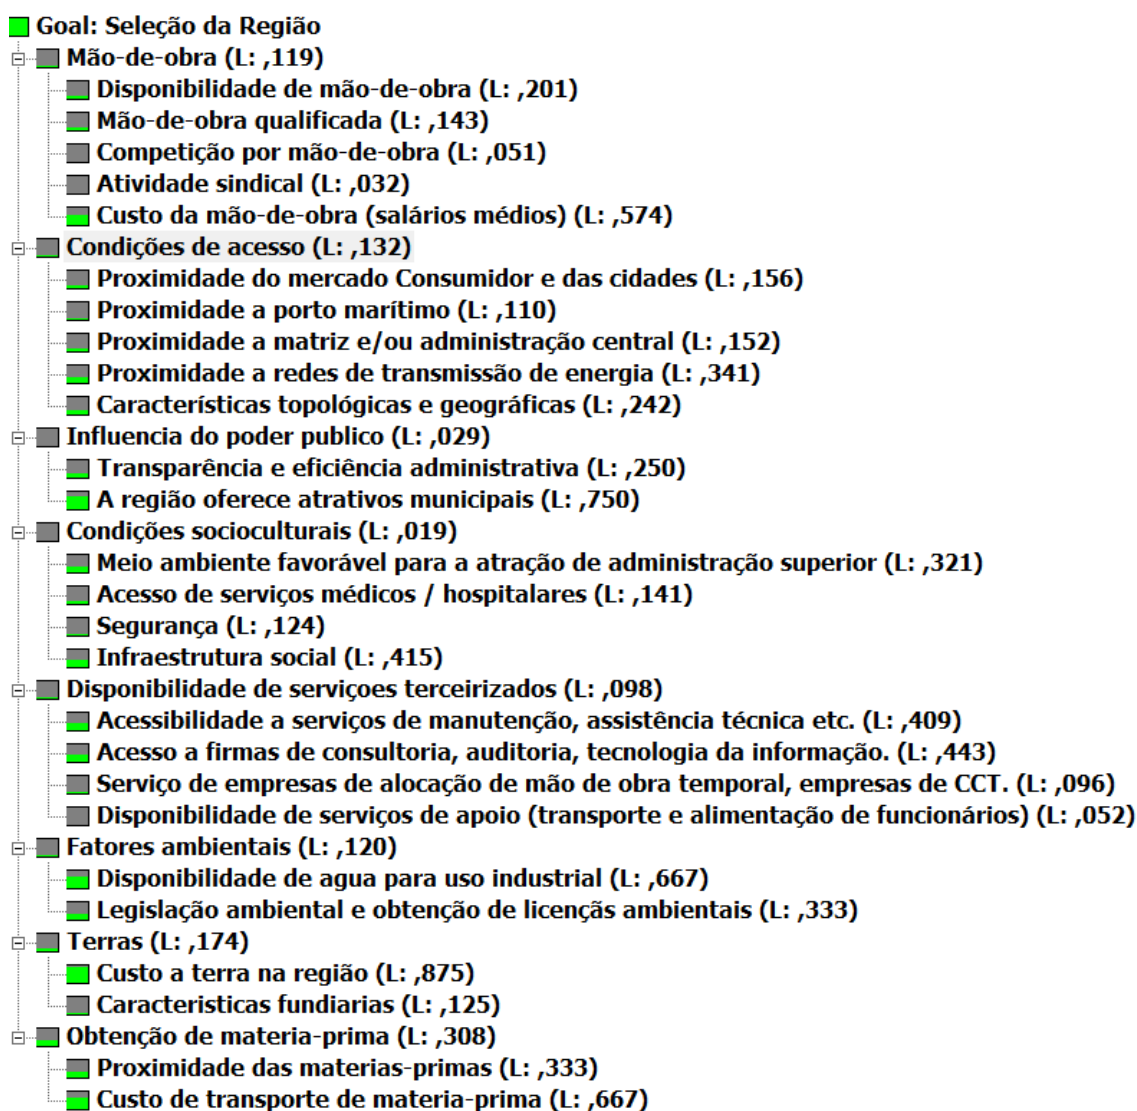 Goal: Seleção da Região
Mão-de-obra (L: ,119)
Disponibilidade de mão-de-obra (L: ,201)
Mão-de-obra qualificada (L: ,143)
Competição por mão-de-obra (L: ,051)
Atividade sindical (L: ,032)
Custo da mão-de-obra (salários médios) (L: ,574)
Condições de acesso (L: ,132)
Proximidade do mercado Consumidor e das cidades (L: ,156)
Proximidade a porto marítimo (L: ,110)
Proximidade a matriz e/ou administração central (L: ,152)
Proximidade a redes de transmissão de energia (L: ,341)
Características topológicas e geográficas (L: ,242)
Influencia do poder publico (L: ,029)
Transparência e eficiência administrativa (L: ,250)
A região oferece atrativos municipais (L: ,750)
Condições socioculturais (L: ,019)
Meio ambiente favorável para a atração de administração superior (L: ,321)
Acesso de serviços médicos / hospitalares (L: ,141)
Segurança (L: ,124)
Infraestrutura social (L: ,415)
Disponibilidade de serviçoes terceirizados (L: ,098)
Acessibilidade a serviços de manutenção, assistência técnica etc. (L: ,409)
Acesso a firmas de consultoria, auditoria, tecnologia da informação. (L: ,443)
Serviço de empresas de alocação de mão de obra temporal, empresas de CCT. (L: ,096)
Disponibilidade de serviços de apoio (transporte e alimentação de funcionários) (L: ,052)
Fatores ambientais (L: ,120)
Disponibilidade de agua para uso industrial (L: ,667)
Legislação ambiental e obtenção de licençãs ambientais (L: ,333)
Terras (L: ,174)
Custo a terra na região (L: ,875)
Caracteristicas fundiarias (L: ,125)
Obtenção de materia-prima (L: ,308)
Proximidade das materias-primas (L: ,333)
Custo de transporte de materia-prima (L: ,667)